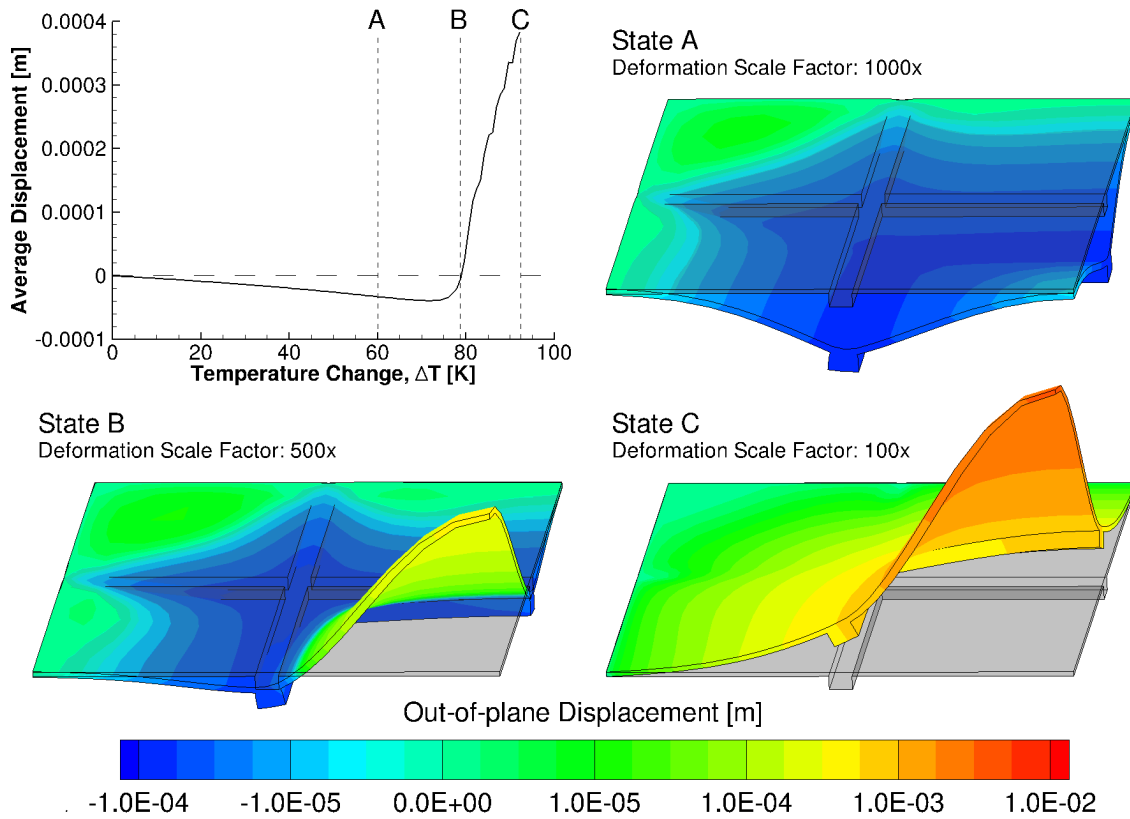 A B C
0.0004
0.0003
0.0002
0.0001
0
-0.0001
Average Displacement [m]
0 20 40 60 80 100
Temperature Change, ΔT [K]
State A
Deformation Scale Factor: 1000x
State B
Deformation Scale Factor: 500x
State C
Deformation Scale Factor: 100x
Out-of-plane Displacement [m]
-1.0E-04 -1.0E-05 0.0E+00 1.0E-05 1.0E-04 1.0E-03 1.0E-02